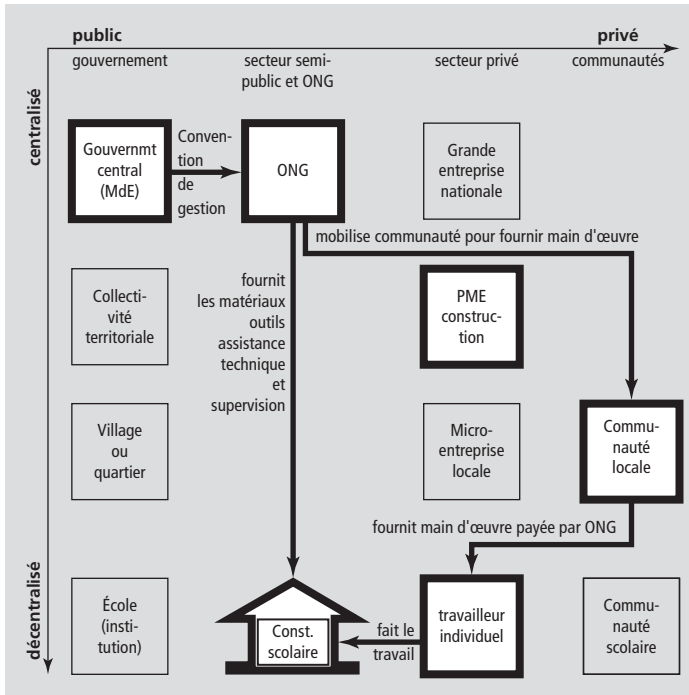 public
privé
gouvernement
secteur semi-
public et ONG
secteur privé
communautés
centralisé
Gouvernmt
central
(MdE)
Conven-
tion
de
gestion
ONG
Grande
entreprise
nationale
mobilise communauté pour fournir main d'œuvre
Collecti-
vité
territoriale
fournit
les matériaux
outils
assistance
technique
et
supervision
PME
construc-
tion
Village
ou
quartier
Micro-
entreprise
locale
Commu-
nauté
locale
fournit main d'œuvre payée par ONG
décentralisé
École
(insti-
tution)
Const.
scolaire
fait le
travail
travailleur
individuel
Commu-
nauté
scolaire